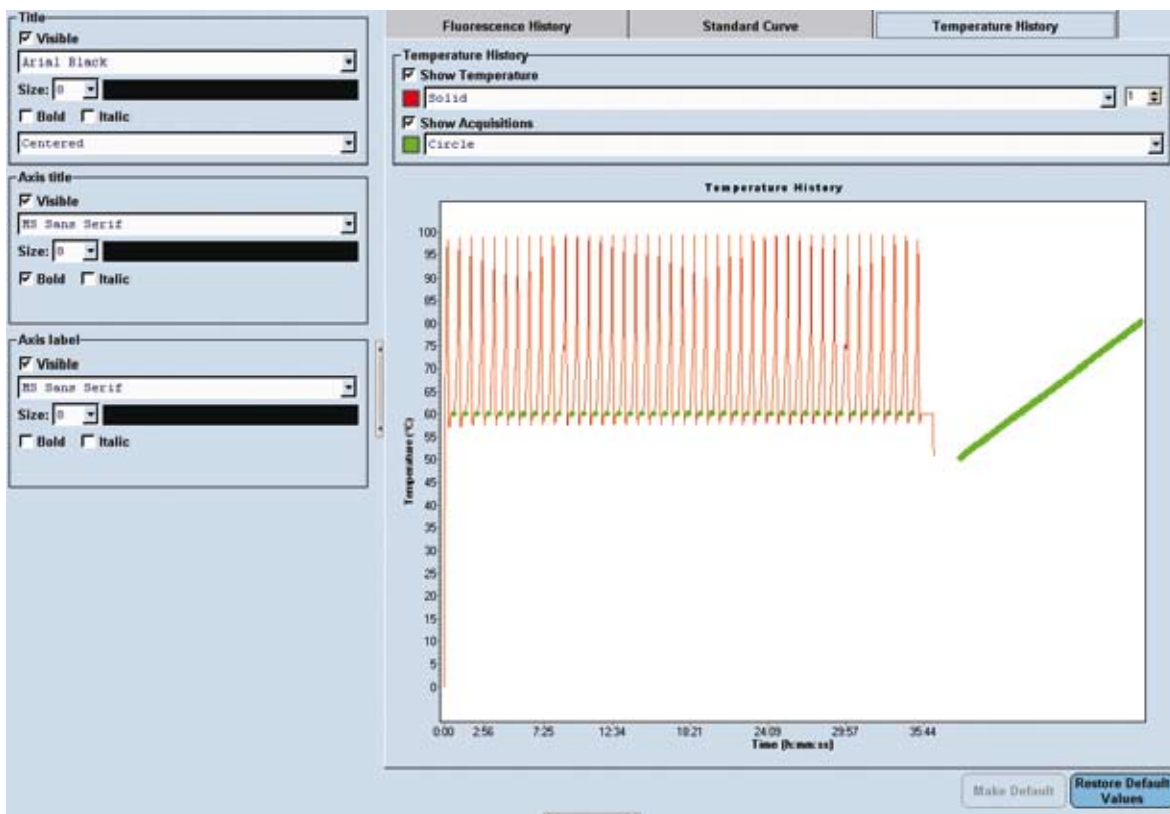 Title
Visible
Arial Black
Size: 8
Bold Italic
Centered
Axis title
Visible
MS Sans Serif
Size: 8
Bold Italic
Axis label
Visible
MS Sans Serif
Size: 8
Bold Italic
Fluorescence History Standard Curve Temperature History
Temperature History
Show Temperature
Solid 1
Show Acquisitions
Circle
Temperature History
100
95
90
85
80
75
70
65
60
55
50
45
40
35
30
25
20
15
10
5
0
Temperature (°C)
0:00 2:56 7:25 12:34 18:21 24:09 29:57 35:44
Time (h:mm:ss)
Make Default
Restore Default
Values